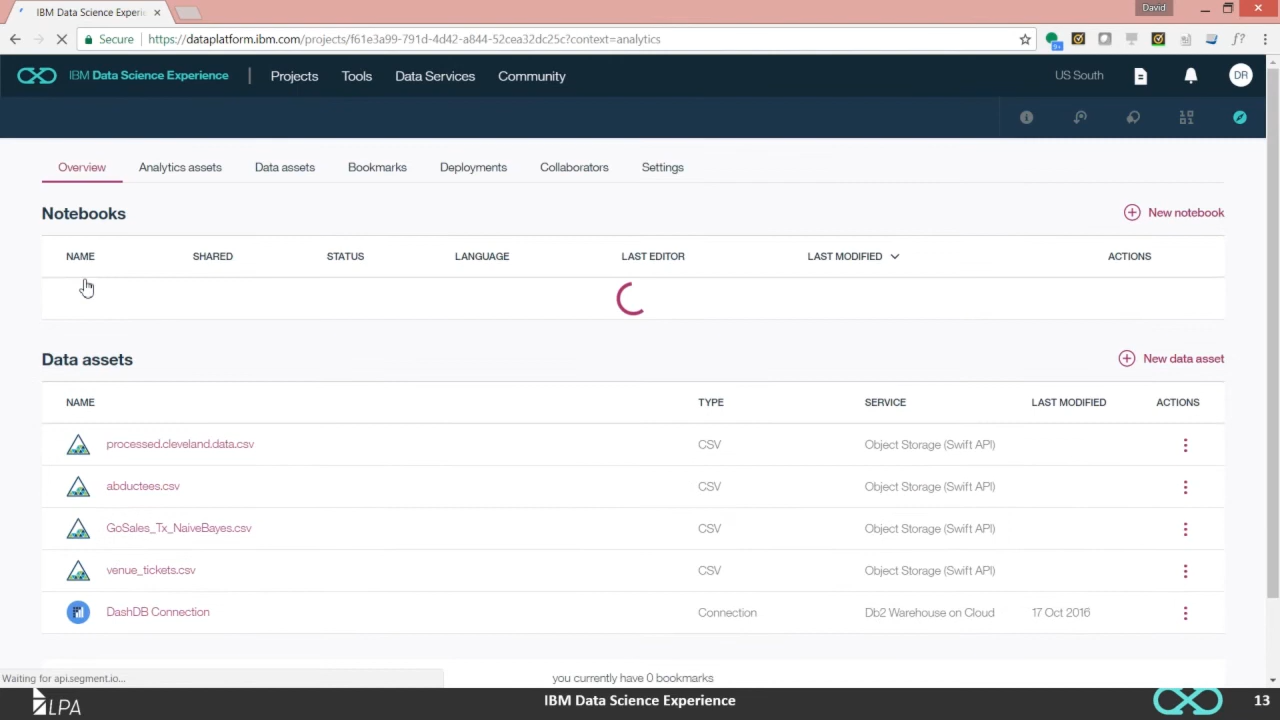 David
IBM Data Science Experie
Secure https://dataplatform.ibm.com/projects/f61e3a99-791d-4d42-a844-52cea32dc25c?context=analytics
9+
f?
IBM Data Science Experience | Projects Tools Data Services Community US South DR
Overview Analytics assets Data assets Bookmarks Deployments Collaborators Settings
Notebooks New notebook
NAME SHARED STATUS LANGUAGE LAST EDITOR LAST MODIFIED ACTIONS
Data assets New data asset
NAME TYPE SERVICE LAST MODIFIED ACTIONS
processed.cleveland.data.csv CSV Object Storage (Swift API)
abductees.csv CSV Object Storage (Swift API)
GoSales_Tx_NaiveBayes.csv CSV Object Storage (Swift API)
venue_tickets.csv CSV Object Storage (Swift API)
DashDB Connection Connection Db2 Warehouse on Cloud 17 Oct 2016
Waiting for api.segment.io... you currently have 0 bookmarks
LPA IBM Data Science Experience 13